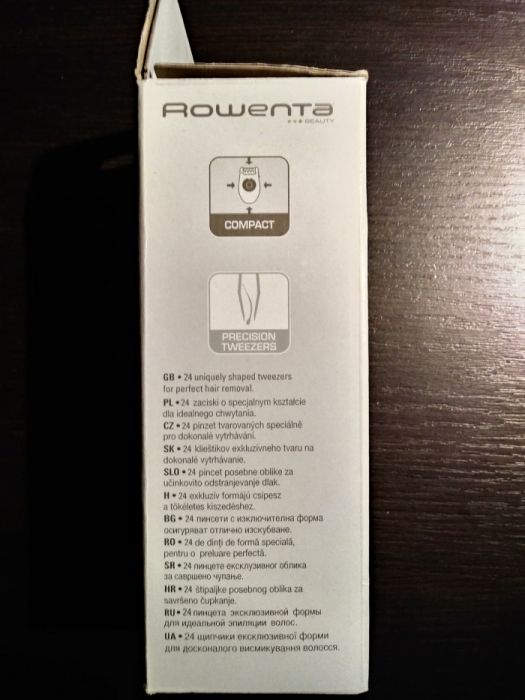 Rowenta
BEAUTY
COMPACT
PRECISION
TWEEZERS
GB • 24 uniquely shaped tweezers
for perfect hair removal.
PL • 24 zaciski o specjalnym kształcie
dla idealnego chwytania.
CZ • 24 pinzet tvarovaných speciálně
pro dokonalé vytrhávání.
SK • 24 klieštikov exkluzívneho tvaru na
dokonalé vytrhávanie.
SLO • 24 pincet posebne oblike za
učinkovito odstranjevanje dlak.
H • 24 exkluzív formájú csipesz
a tökéletes kiszedéshez.
BG • 24 пинсети с изключителна форма
осигуряват отлично изскубване.
RO • 24 de dinţi de formă specială,
pentru o preluare perfectă.
SR • 24 пинцете ексклузивног облика
за савршено чупање.
HR • 24 štipaljke posebnog oblika za
savršeno čupkanje.
RU • 24 пинцета эксклюзивной формы
для идеальной эпиляции волос.
UA • 24 щипчики ексклюзивної форми
для досконалого висмикування волосся.